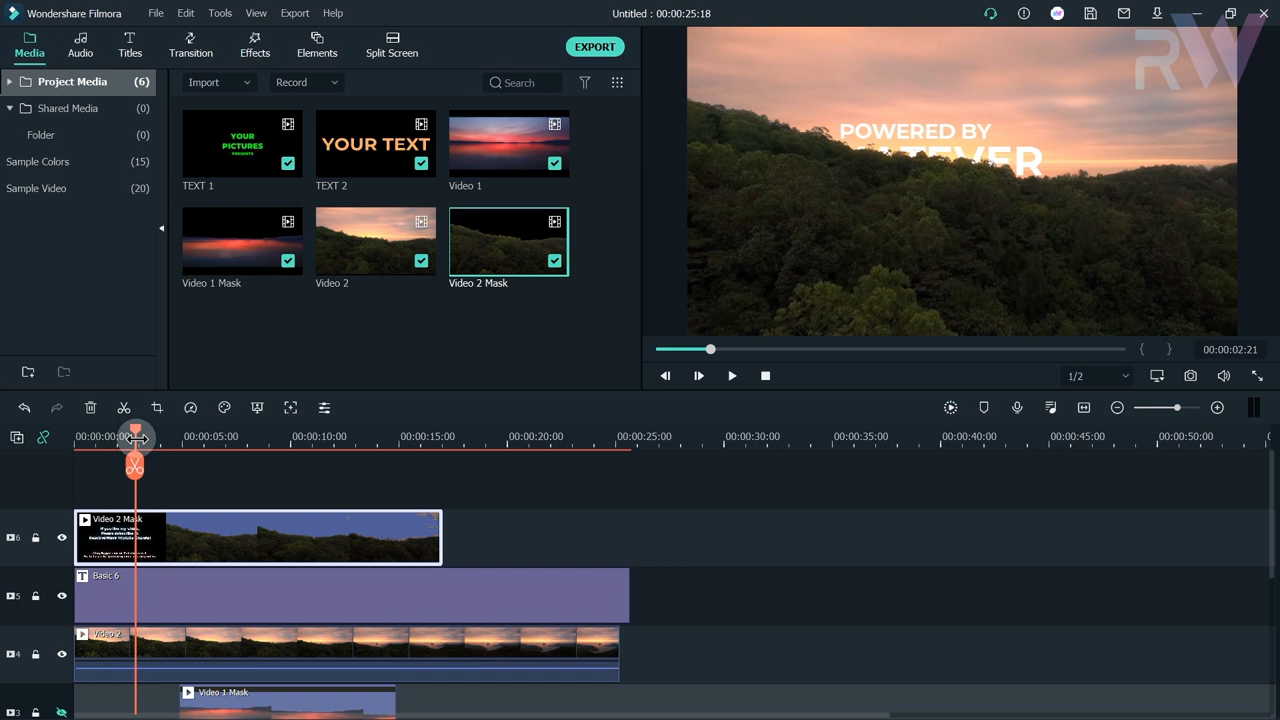 Wondershare Filmora
File
Edit
Tools
View
Export
Help
Untitled : 00:00:25:18
Media
Audio
Titles
Transition
Effects
Elements
Split Screen
EXPORT
RW
Project Media (6)
Shared Media (0)
Folder (0)
Sample Colors (15)
Sample Video (20)
Import
Record
Search
YOUR
PICTURES
PRESENTS
YOUR TEXT
TEXT 1
TEXT 2
Video 1
Video 1 Mask
Video 2
Video 2 Mask
POWERED BY
00:00:02:21
1/2
00:00:00:00
00:00:05:00
00:00:10:00
00:00:15:00
00:00:20:00
00:00:25:00
00:00:30:00
00:00:35:00
00:00:40:00
00:00:45:00
00:00:50:00
6
Video 2 Mask
5
Basic 6
4
Video 2
3
Video 1 Mask